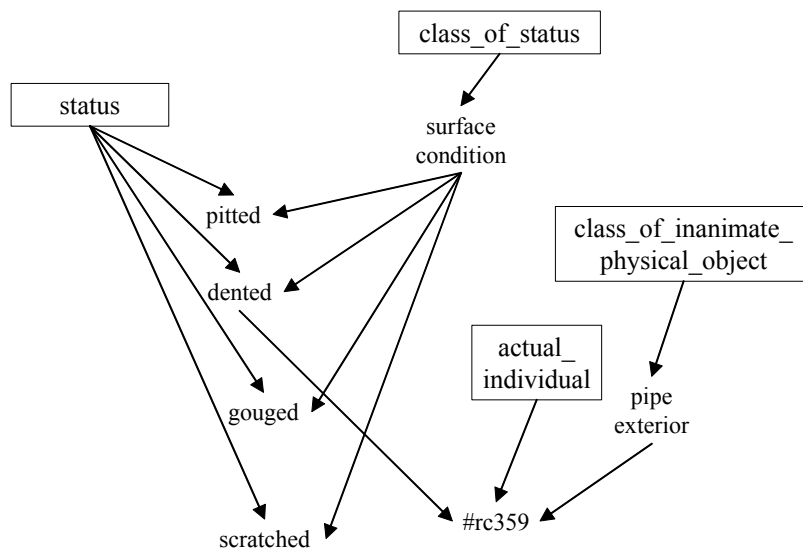 class_of_status
status
surface
condition
pitted
class_of_inanimate_
physical_object
dented
actual_
individual
pipe
exterior
gouged
#rc359
scratched